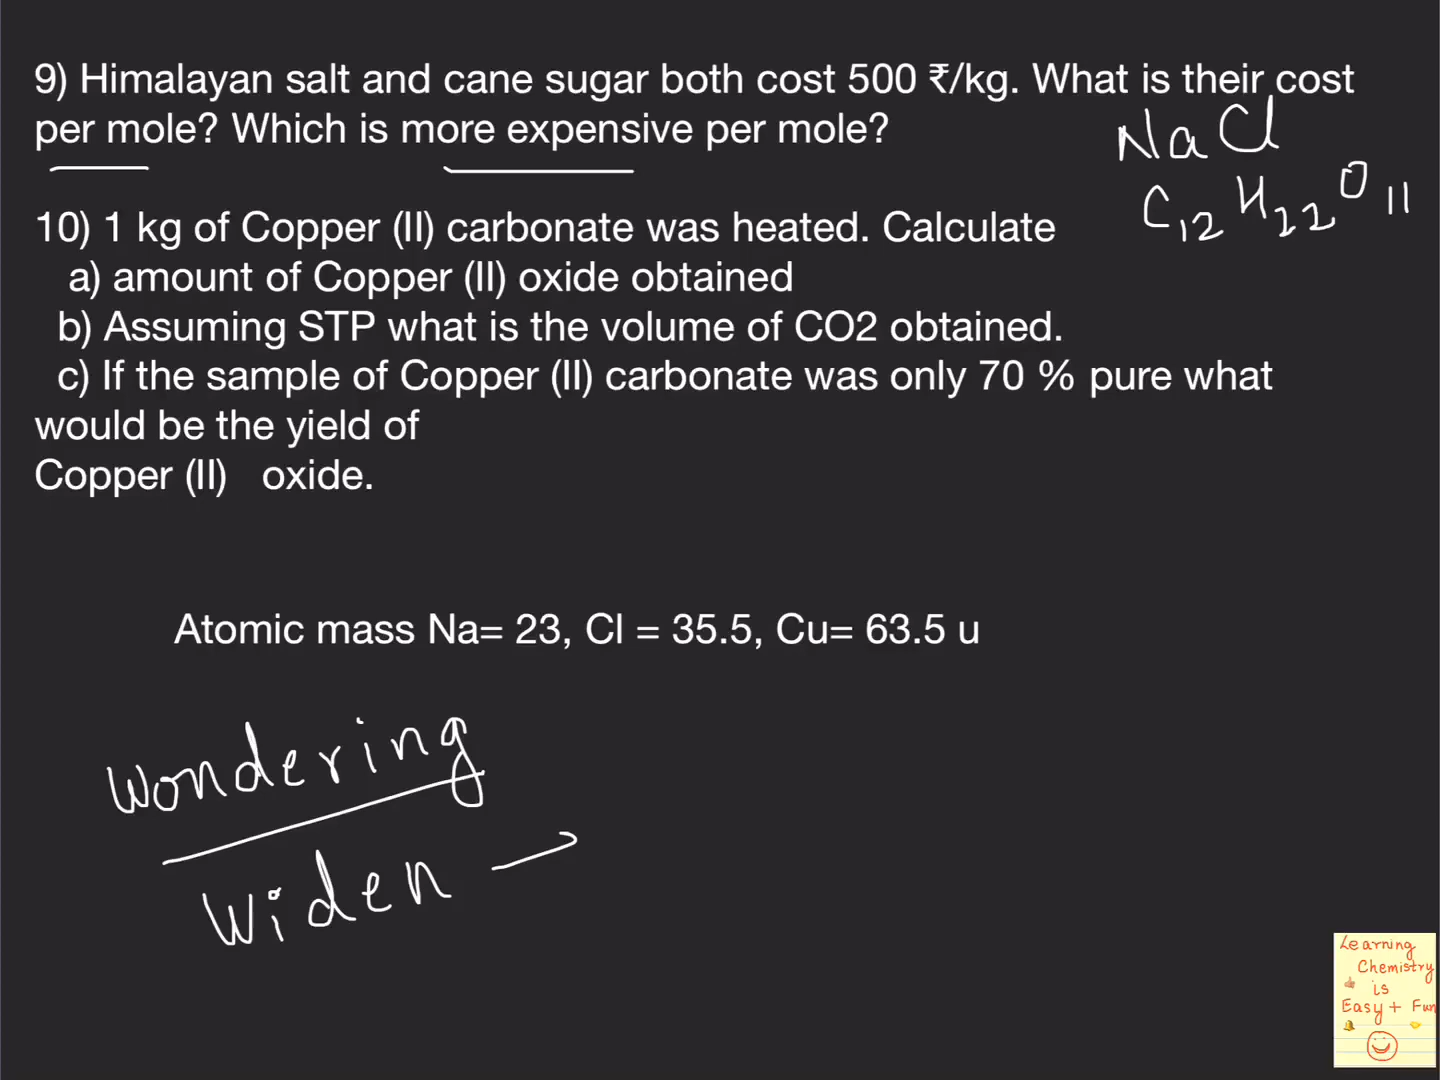 9) Himalayan salt and cane sugar both cost 500 ₹/kg. What is their cost
per mole? Which is more expensive per mole?
NaCl
C12H22O11
10) 1 kg of Copper (II) carbonate was heated. Calculate
a) amount of Copper (II) oxide obtained
b) Assuming STP what is the volume of CO2 obtained.
c) If the sample of Copper (II) carbonate was only 70 % pure what
would be the yield of
Copper (II) oxide.
Atomic mass Na= 23, Cl = 35.5, Cu= 63.5 u
Wondering
Widen
Learning
Chemistry
is
Easy + Fun